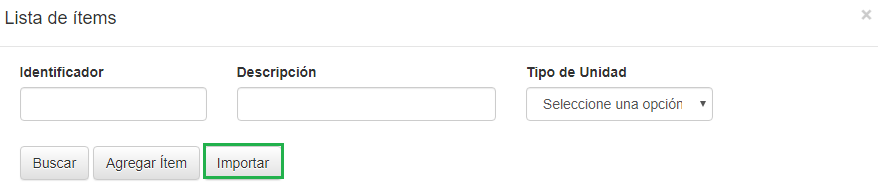 Lista de ítems ×
Identificador Descripción Tipo de Unidad
Seleccione una opción
Buscar Agregar Ítem Importar